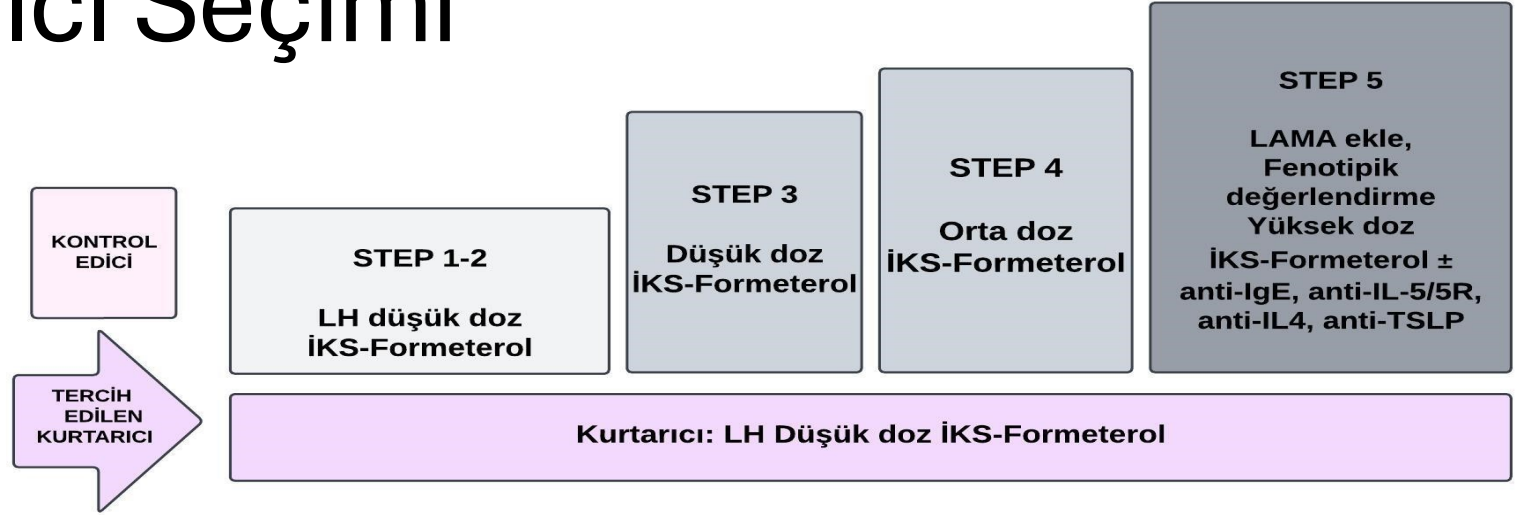 ici Seçimi
KONTROL
EDİCİ
STEP 1-2
LH düşük doz
İKS-Formeterol
STEP 3
Düşük doz
İKS-Formeterol
STEP 4
Orta doz
İKS-Formeterol
STEP 5
LAMA ekle,
Fenotipik
değerlendirme
Yüksek doz
İKS-Formeterol ±
anti-IgE, anti-IL-5/5R,
anti-IL4, anti-TSLP
TERCİH
EDİLEN
KURTARICI
Kurtarıcı: LH Düşük doz İKS-Formeterol